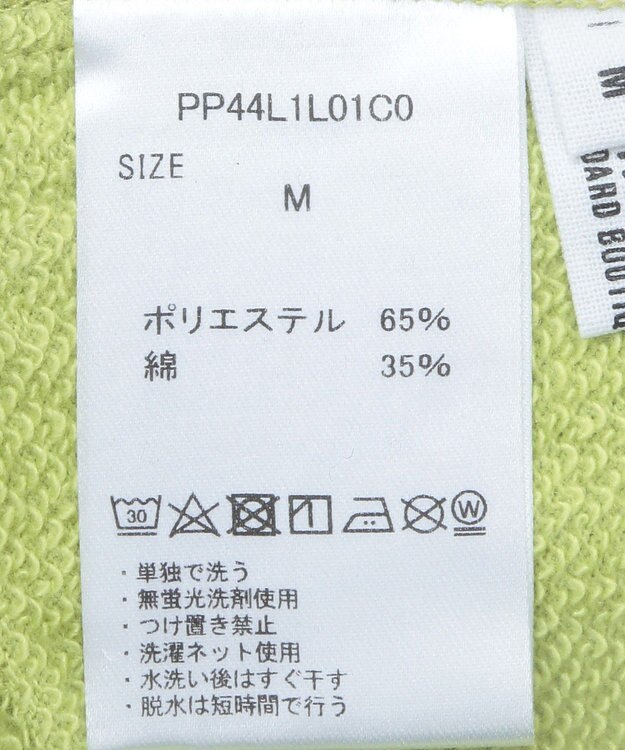 PP44L1L01C0
SIZE
M
ポリエステル 65%
綿 35%
30
W
・単独で洗う
・無蛍光洗剤使用
・つけ置き禁止
・洗濯ネット使用
・水洗い後はすぐ干す
・脱水は短時間で行う
M